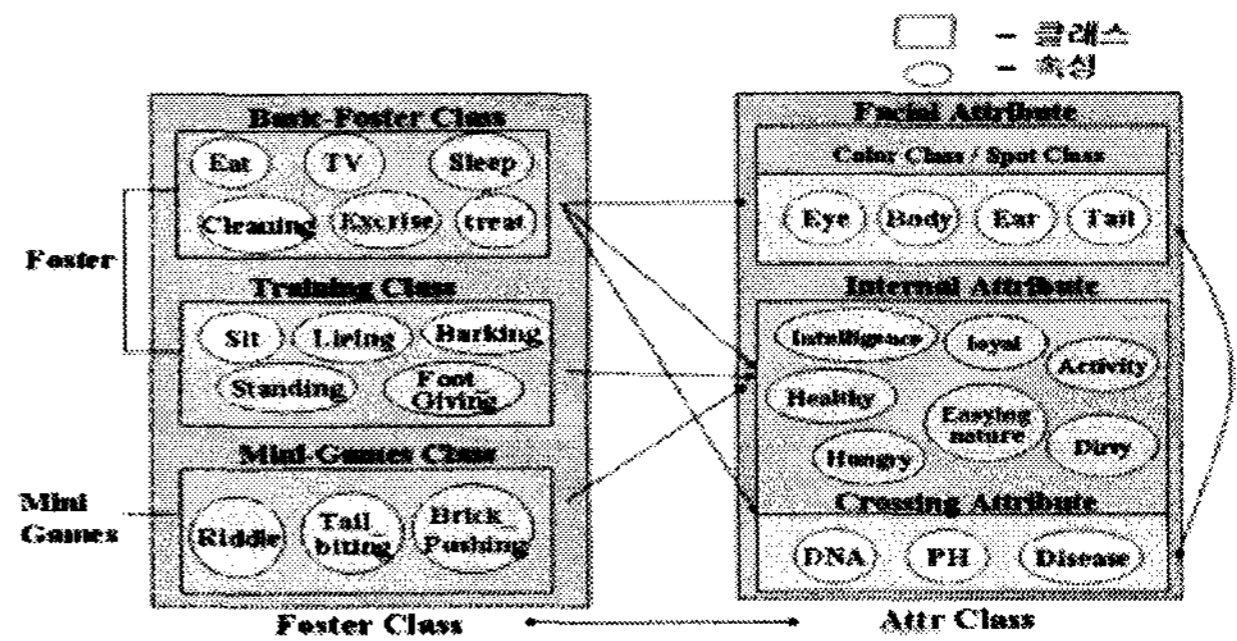 - 클래스
- 속성
Basic-Foster Class
Eat
TV
Sleep
Cleaning
Excrise
treat
Foster
Training Class
Sit
Lieing
Barking
Standing
Foot_
Giving
Mini-Games Class
Mini
Games
Riddle
Tail_
biting
Brick_
Pushing
Foster Class
Facial Attribute
Color Class / Spot Class
Eye
Body
Ear
Tail
Internal Attribute
Intelligence
loyal
Activity
Healthy
Easying
nature
Hungry
Dirty
Crossing Attribute
DNA
PH
Disease
Attr Class